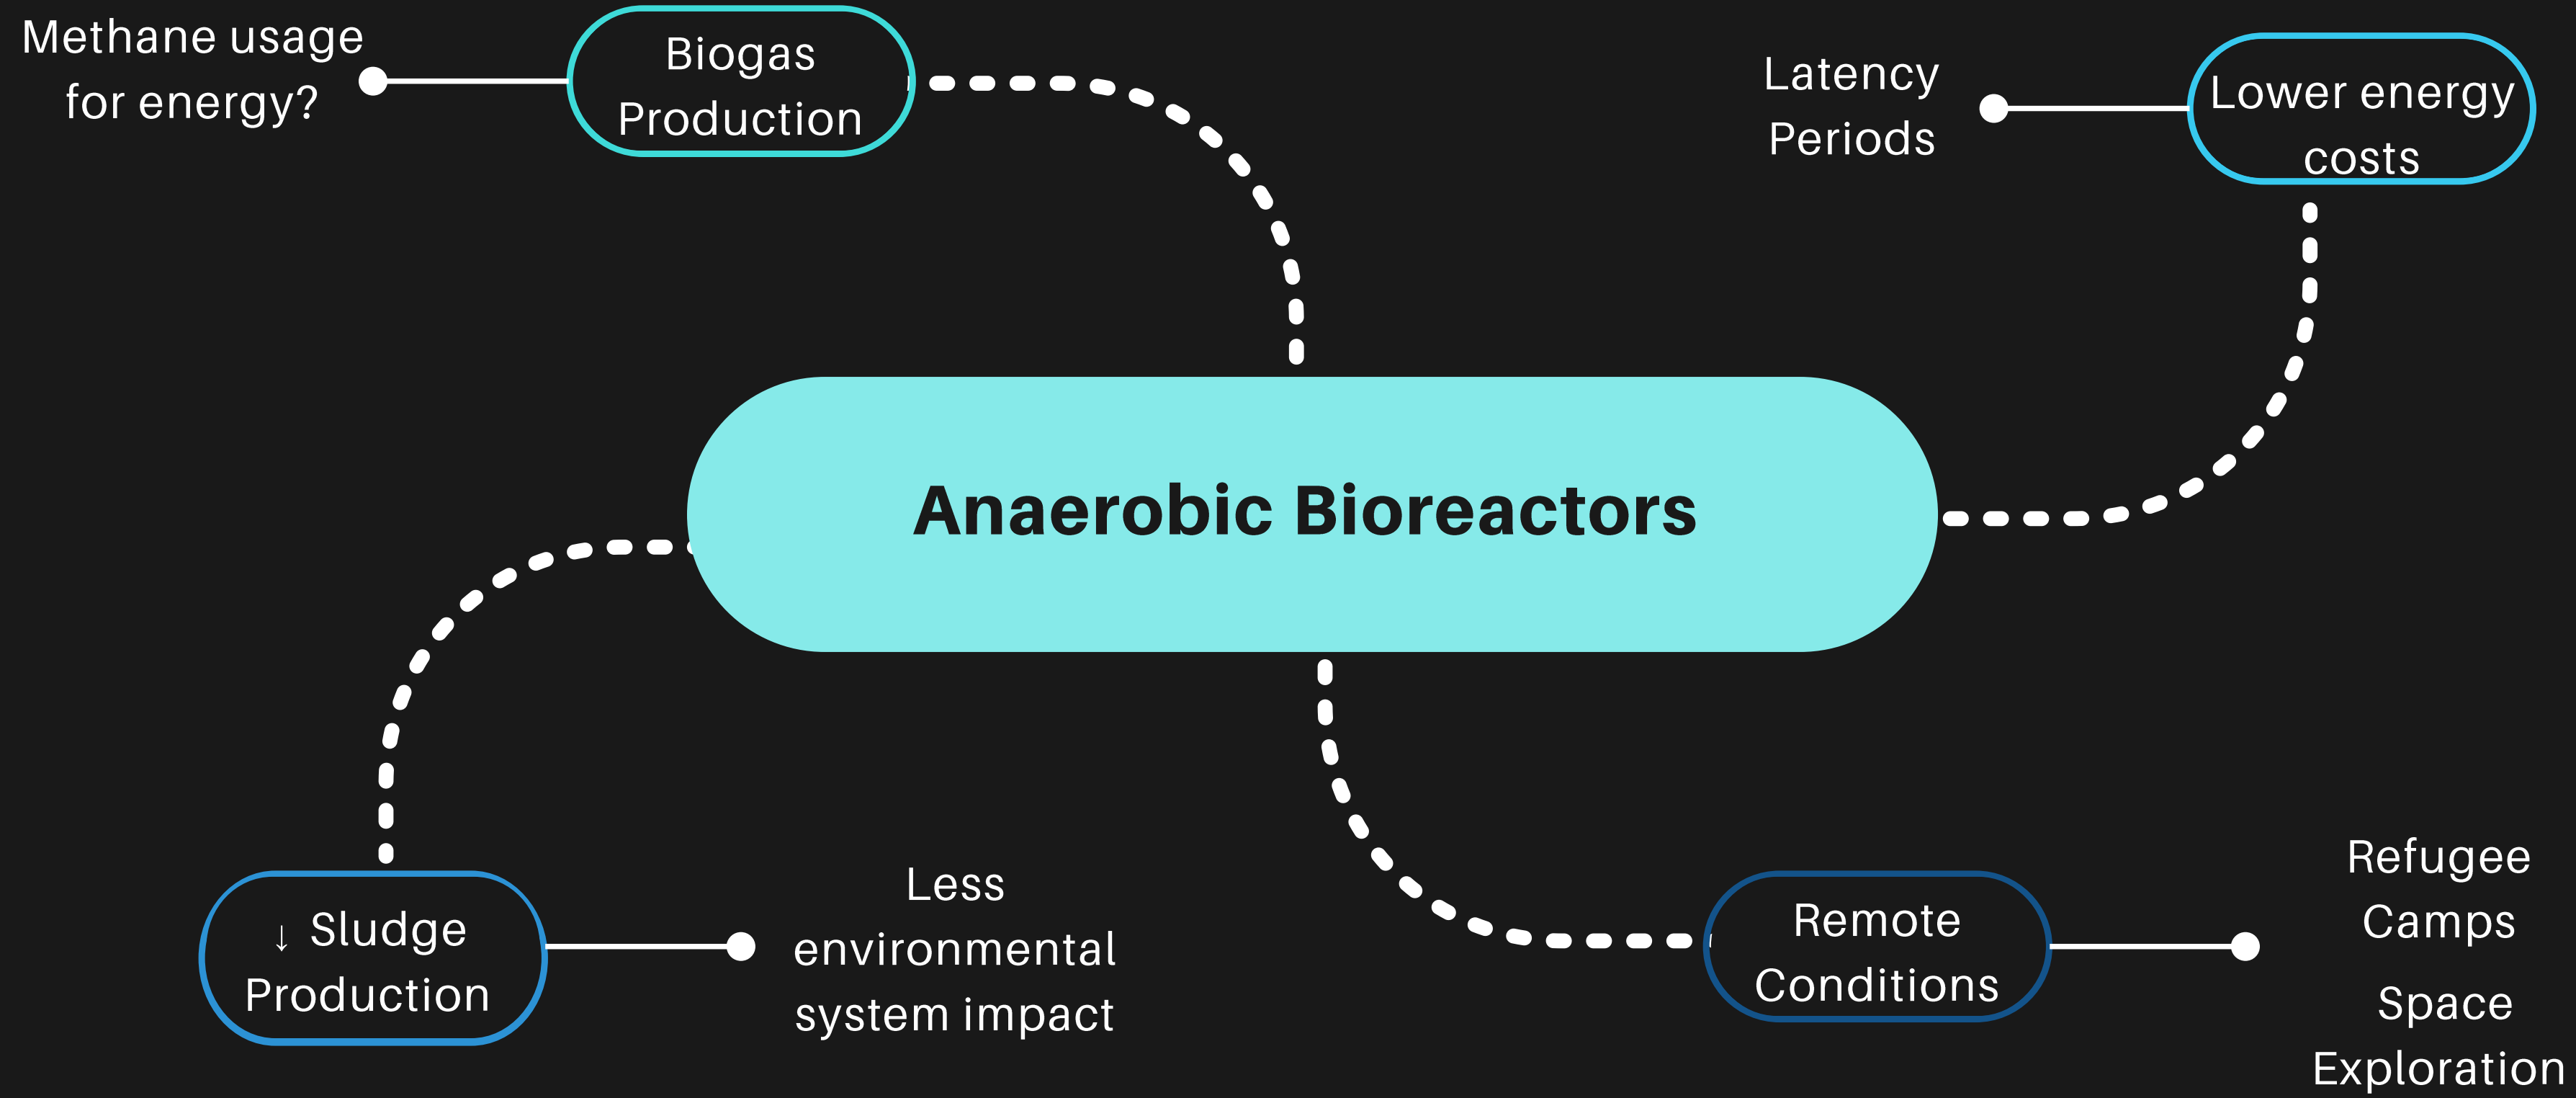 Methane usage
for energy?
Biogas
Production
Latency
Periods
Lower energy
costs
Anaerobic Bioreactors
↓ Sludge
Production
Less
environmental
system impact
Remote
Conditions
Refugee
Camps
Space
Exploration